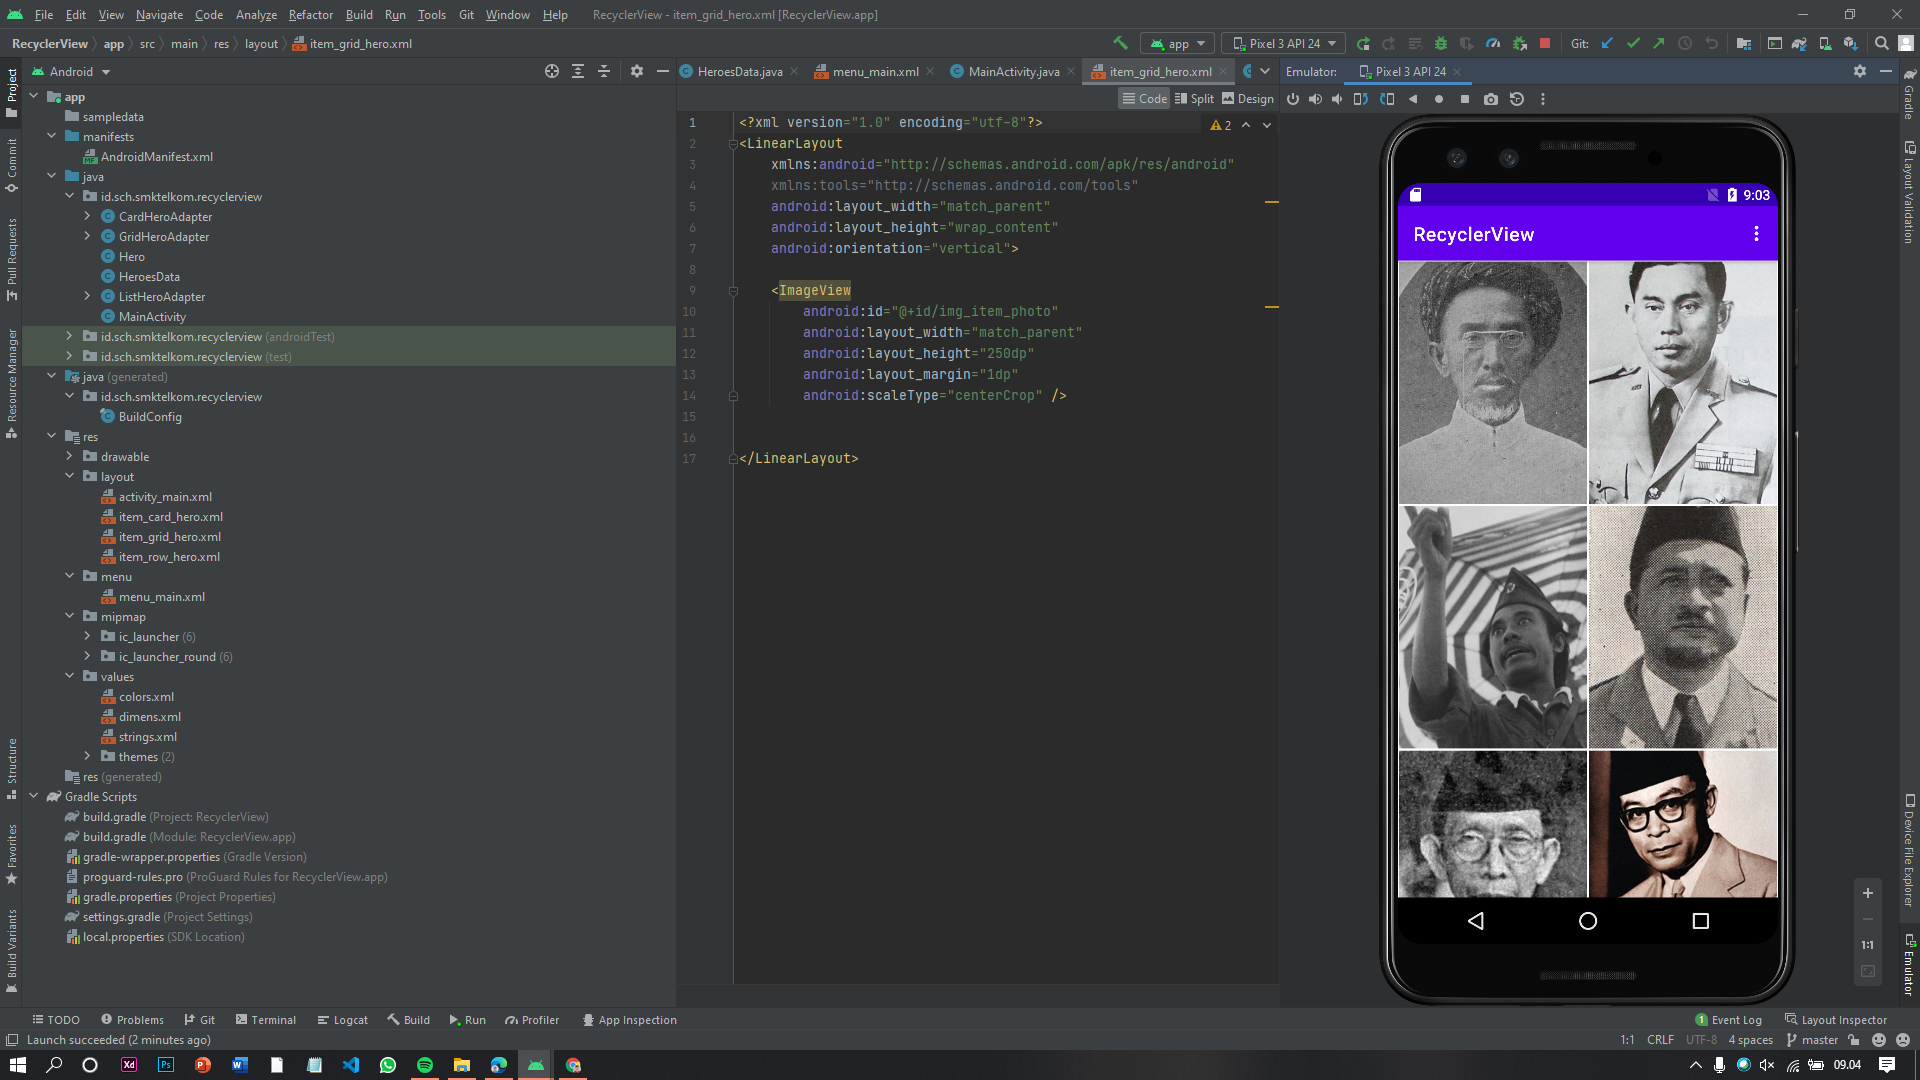 File Edit View Navigate Code Analyze Refactor Build Run Tools Git Window Help RecyclerView - item_grid_hero.xml [RecyclerView.app]
RecyclerView app src main res layout item_grid_hero.xml app Pixel 3 API 24 Git:
Android HeroesData.java menu_main.xml MainActivity.java item_grid_hero.xml Emulator: Pixel 3 API 24
Code Split Design
Project
Commit
Pull Requests
Resource Manager
Structure
Favorites
Build Variants
app
sampledata
manifests
AndroidManifest.xml
java
id.sch.smktelkom.recyclerview
CardHeroAdapter
GridHeroAdapter
Hero
HeroesData
ListHeroAdapter
MainActivity
id.sch.smktelkom.recyclerview (androidTest)
id.sch.smktelkom.recyclerview (test)
java (generated)
id.sch.smktelkom.recyclerview
BuildConfig
res
drawable
layout
activity_main.xml
item_card_hero.xml
item_grid_hero.xml
item_row_hero.xml
menu
menu_main.xml
mipmap
ic_launcher (6)
ic_launcher_round (6)
values
colors.xml
dimens.xml
strings.xml
themes (2)
res (generated)
Gradle Scripts
build.gradle (Project: RecyclerView)
build.gradle (Module: RecyclerView.app)
gradle-wrapper.properties (Gradle Version)
proguard-rules.pro (ProGuard Rules for RecyclerView.app)
gradle.properties (Project Properties)
settings.gradle (Project Settings)
local.properties (SDK Location)
1 <?xml version="1.0" encoding="utf-8"?> 2
2 <LinearLayout
3 xmlns:android="http://schemas.android.com/apk/res/android"
4 xmlns:tools="http://schemas.android.com/tools"
5 android:layout_width="match_parent"
6 android:layout_height="wrap_content"
7 android:orientation="vertical">
8
9 <ImageView
10 android:id="@+id/img_item_photo"
11 android:layout_width="match_parent"
12 android:layout_height="250dp"
13 android:layout_margin="1dp"
14 android:scaleType="centerCrop" />
15
16
17 </LinearLayout>
9:03
RecyclerView
1:1
Gradle
Layout Validation
Device File Explorer
Emulator
TODO Problems Git Terminal Logcat Build Run Profiler App Inspection 1 Event Log Layout Inspector
Launch succeeded (2 minutes ago) 1:1 CRLF UTF-8 4 spaces master
Xd Ps P W 09.04